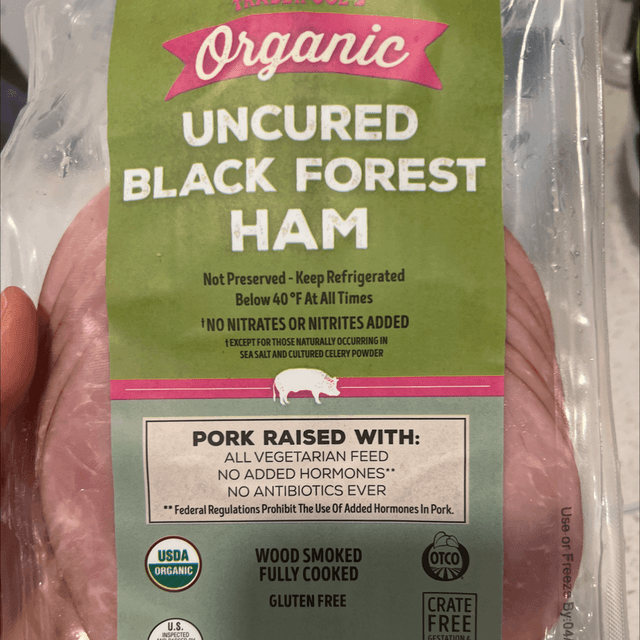 Organic
UNCURED
BLACK FOREST
HAM
Not Preserved - Keep Refrigerated
Below 40 °F At All Times
†NO NITRATES OR NITRITES ADDED
‡EXCEPT FOR THOSE NATURALLY OCCURRING IN
SEA SALT AND CULTURED CELERY POWDER
PORK RAISED WITH:
ALL VEGETARIAN FEED
NO ADDED HORMONES**
NO ANTIBIOTICS EVER
** Federal Regulations Prohibit The Use Of Added Hormones In Pork.
USDA
ORGANIC
WOOD SMOKED
FULLY COOKED
GLUTEN FREE
OTCO
CRATE
FREE
GESTATION &
U.S.
INSPECTED
Use or Freeze By:04